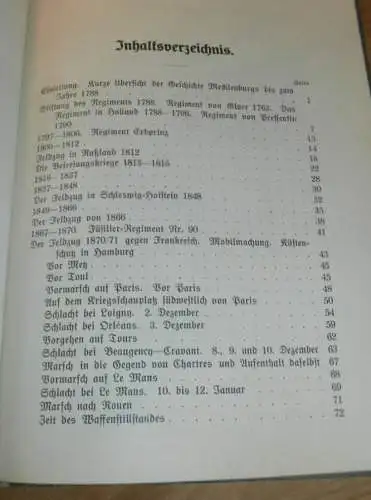 Inhaltsverzeichnis.
Seite
Einleitung. Kurze Übersicht der Geschichte Mecklenburgs bis zum
Jahre 1788 1
Stiftung des Regiments 1788. Regiment von Glüer 1782. Das
Regiment in Holland 1788—1796. Regiment von Pressentin
1790. 7
1797—1806. Regiment Erbprinz 13
1806—1812 14
Feldzug in Rußland 1812 18
Die Befreiungskriege 1813—1815 22
1816—1837 28
1837—1848 30
Der Feldzug in Schleswig-Holstein 1848 32
1849—1866 35
Der Feldzug von 1866 38
1867—1870. Füsilier-Regiment Nr. 90 41
Der Feldzug 1870/71 gegen Frankreich. Mobilmachung. Küsten-
schutz in Hamburg 43
Vor Metz 45
Vor Toul 45
Vormarsch auf Paris. Vor Paris 48
Auf dem Kriegsschauplatz südwestlich von Paris 50
Schlacht bei Loigny. 2. Dezember 54
Schlacht bei Orléans. 3. Dezember 59
Vorgehen auf Tours 62
Schlacht bei Beaugency—Cravant. 8., 9. und 10. Dezember 63
Marsch in die Gegend von Chartres und Aufenthalt daselbst 67
Vormarsch auf Le Mans 68
Schlacht bei Le Mans. 10. bis 12. Januar 69
Marsch nach Rouen 71
Zeit des Waffenstillstandes 72